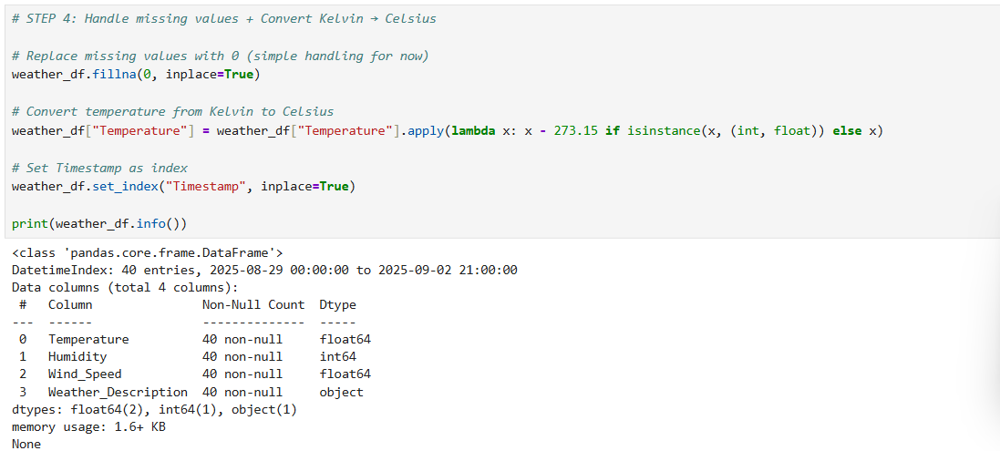 # STEP 4: Handle missing values + Convert Kelvin → Celsius
# Replace missing values with 0 (simple handling for now)
weather_df.fillna(0, inplace=True)
# Convert temperature from Kelvin to Celsius
weather_df["Temperature"] = weather_df["Temperature"].apply(lambda x: x - 273.15 if isinstance(x, (int, float)) else x)
# Set Timestamp as index
weather_df.set_index("Timestamp", inplace=True)
print(weather_df.info())
<class 'pandas.core.frame.DataFrame'>
DatetimeIndex: 40 entries, 2025-08-29 00:00:00 to 2025-09-02 21:00:00
Data columns (total 4 columns):
 #   Column               Non-Null Count  Dtype
---  ------               --------------  -----
 0   Temperature          40 non-null     float64
 1   Humidity             40 non-null     int64
 2   Wind_Speed           40 non-null     float64
 3   Weather_Description  40 non-null     object
dtypes: float64(2), int64(1), object(1)
memory usage: 1.6+ KB
None